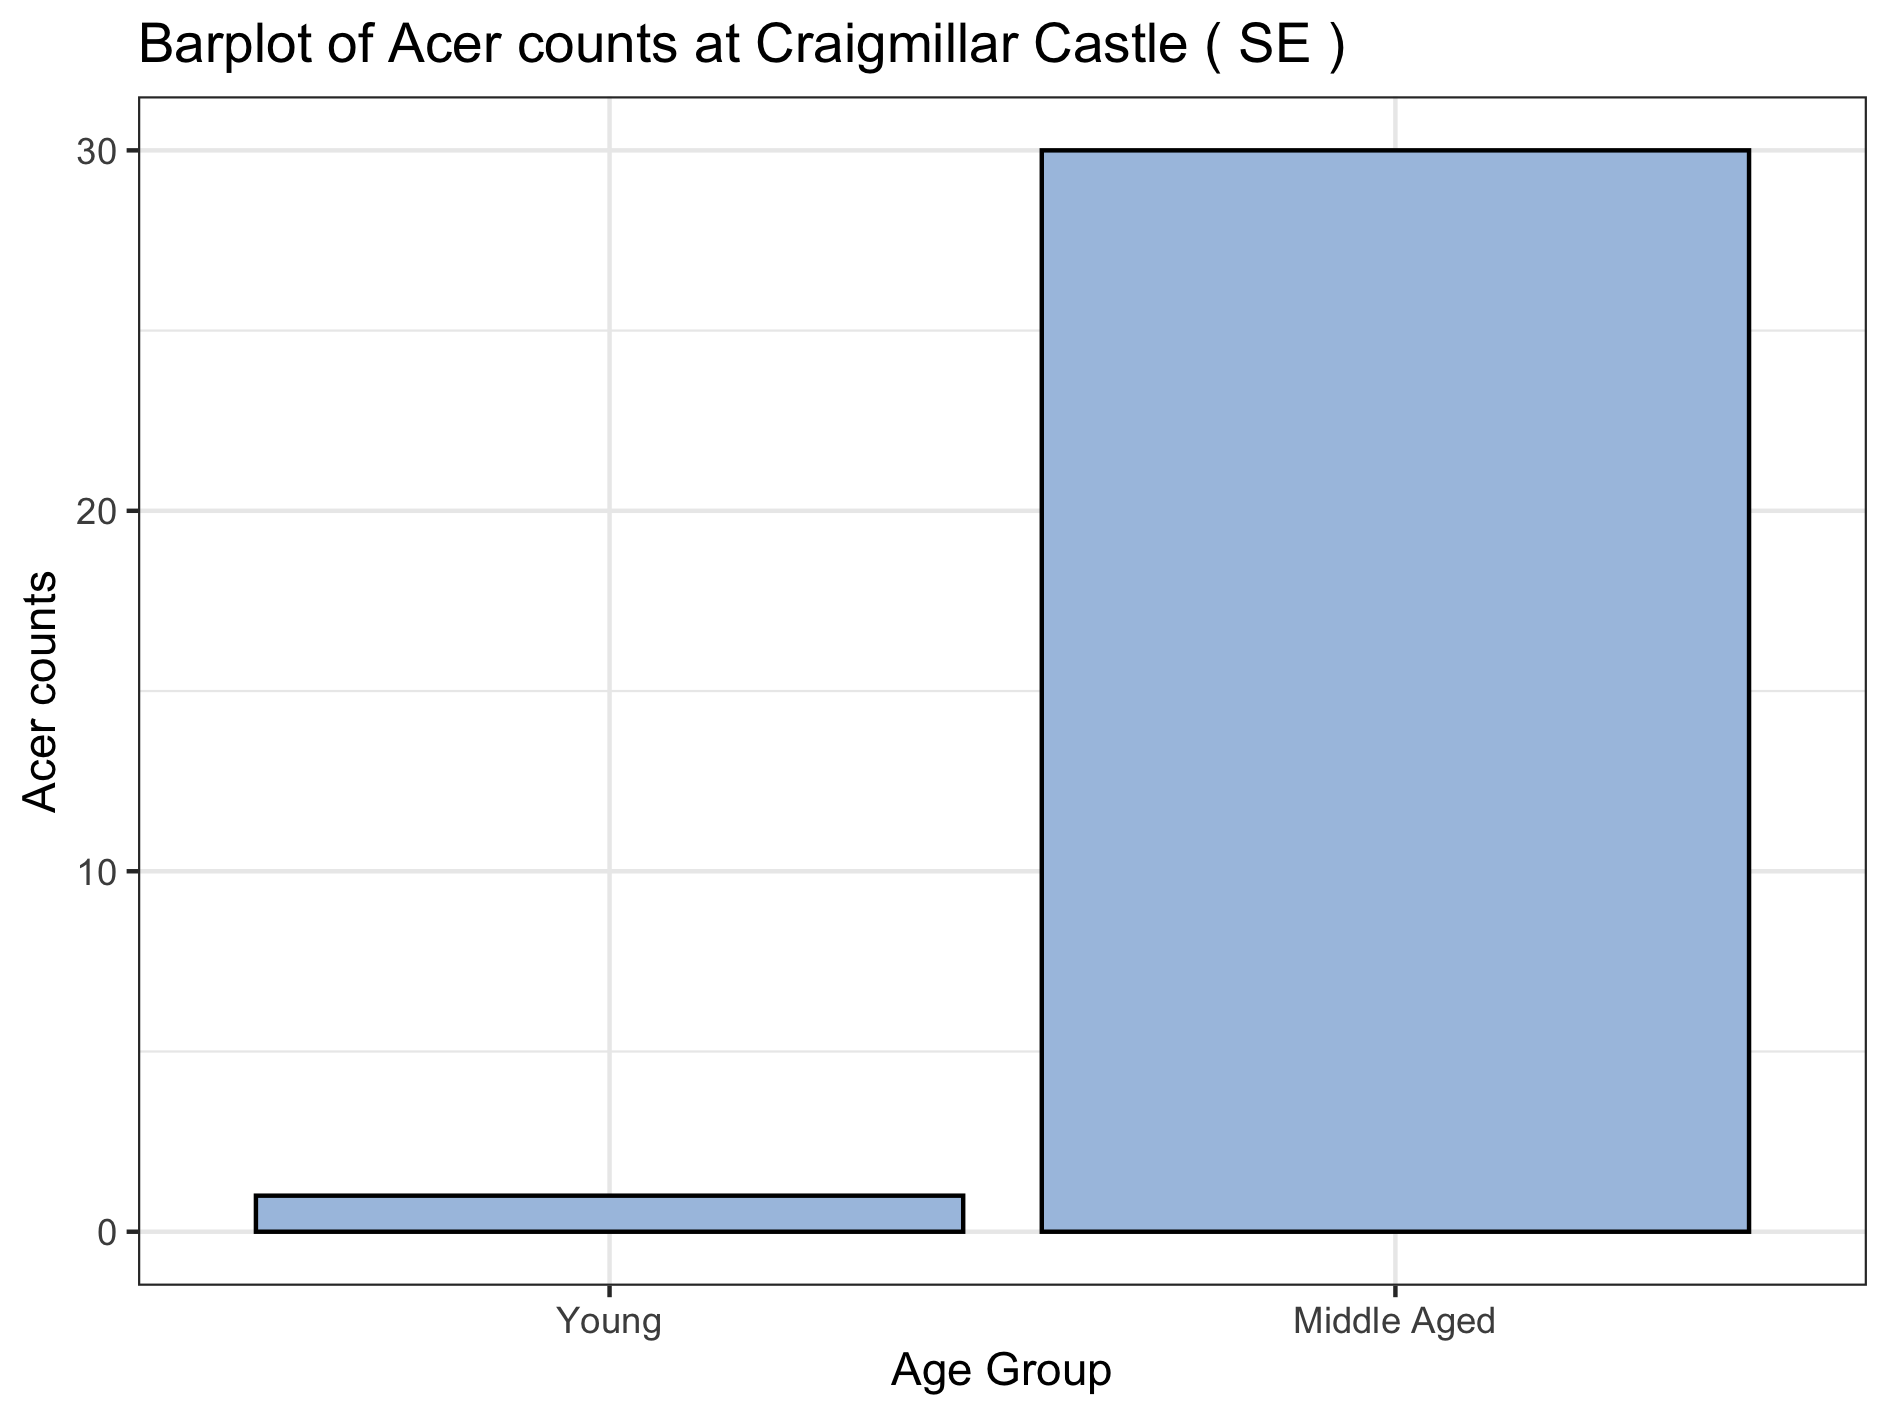 Barplot of Acer counts at Craigmillar Castle ( SE )
Acer counts
30
20
10
0
Young
Middle Aged
Age Group